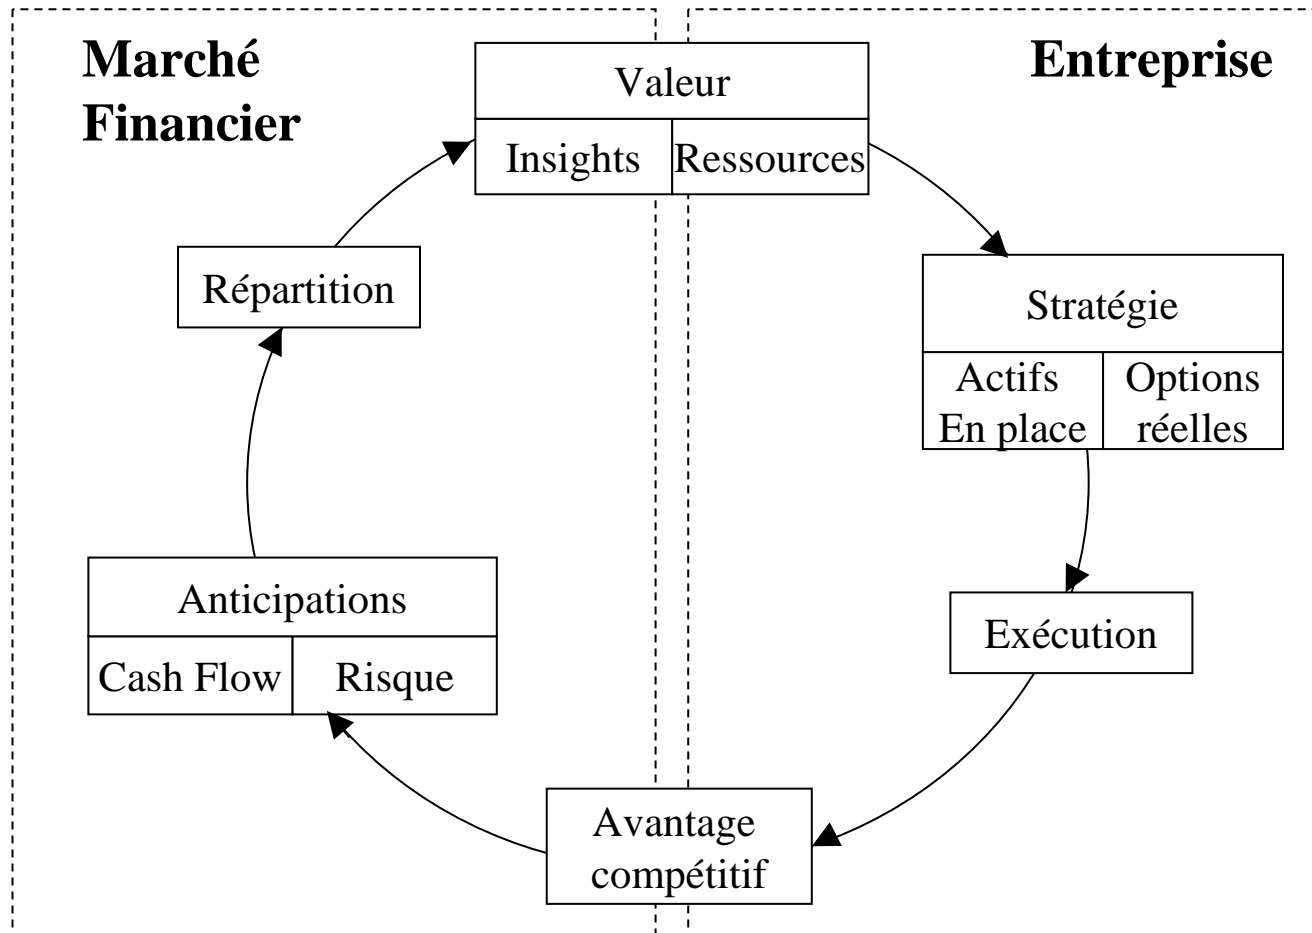 Marché
Financier
Entreprise
Valeur
Insights
Ressources
Répartition
Stratégie
Actifs
En place
Options
réelles
Anticipations
Cash Flow
Risque
Exécution
Avantage
compétitif